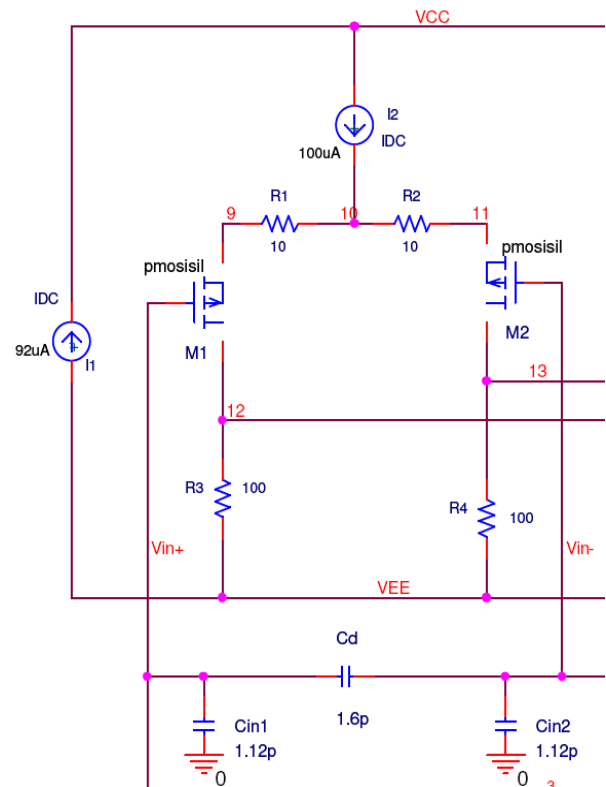 VCC
I2
IDC
100uA
R1
R2
9
10
11
10
10
pmosisil
pmosisil
IDC
92uA
I1
M1
M2
13
12
R3
100
R4
100
Vin+
Vin-
VEE
Cd
1.6p
Cin1
1.12p
Cin2
1.12p
0
0
3